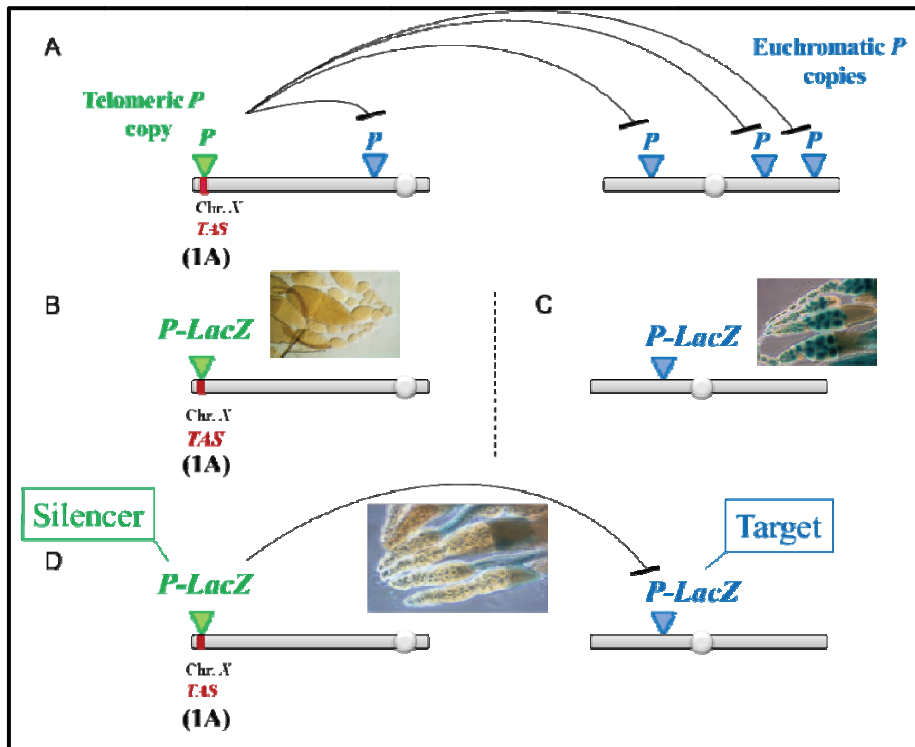 A
Telomeric P
copy
P
P
P
P
P
Euchromatic P
copies
Chr. X
TAS
(1A)
B
P-LacZ
Chr. X
TAS
(1A)
C
P-LacZ
D
Silencer
P-LacZ
Chr. X
TAS
(1A)
Target
P-LacZ